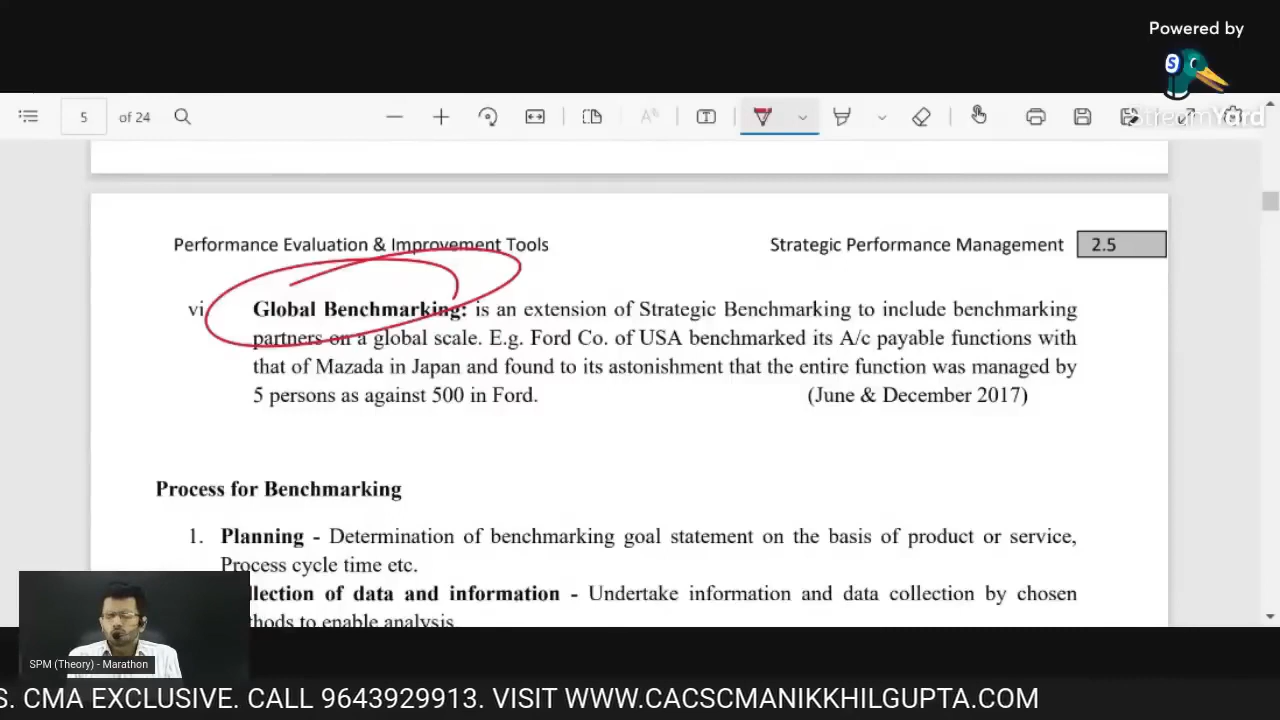 Powered by
S
StreamYard
5
of 24
Performance Evaluation & Improvement Tools
Strategic Performance Management
2.5
vi
Global Benchmarking: is an extension of Strategic Benchmarking to include benchmarking
partners on a global scale. E.g. Ford Co. of USA benchmarked its A/c payable functions with
that of Mazada in Japan and found to its astonishment that the entire function was managed by
5 persons as against 500 in Ford.
(June & December 2017)
Process for Benchmarking
1. Planning - Determination of benchmarking goal statement on the basis of product or service,
Process cycle time etc.
llection of data and information - Undertake information and data collection by chosen
thods to enable analysis
SPM (Theory) - Marathon
S. CMA EXCLUSIVE. CALL 9643929913. VISIT WWW.CACSCMANIKKHILGUPTA.COM